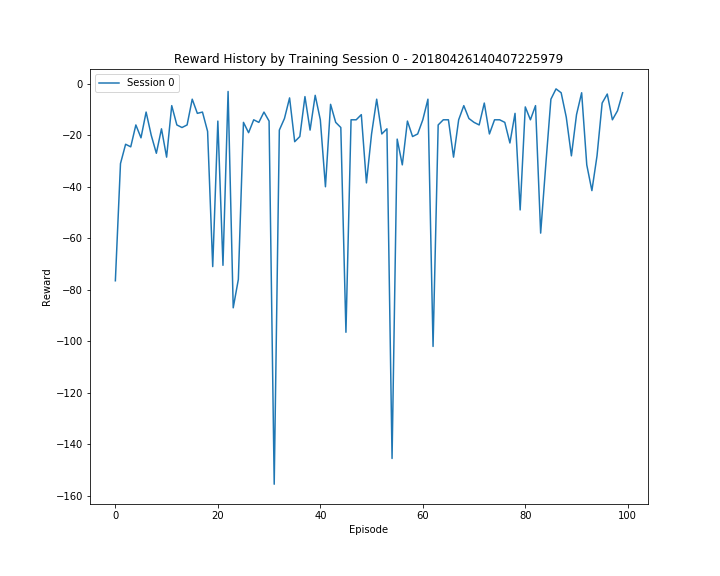 Reward History by Training Session 0 - 20180426140407225979
Session 0
0
−20
−40
−60
−80
−100
−120
−140
−160
Reward
0 20 40 60 80 100
Episode